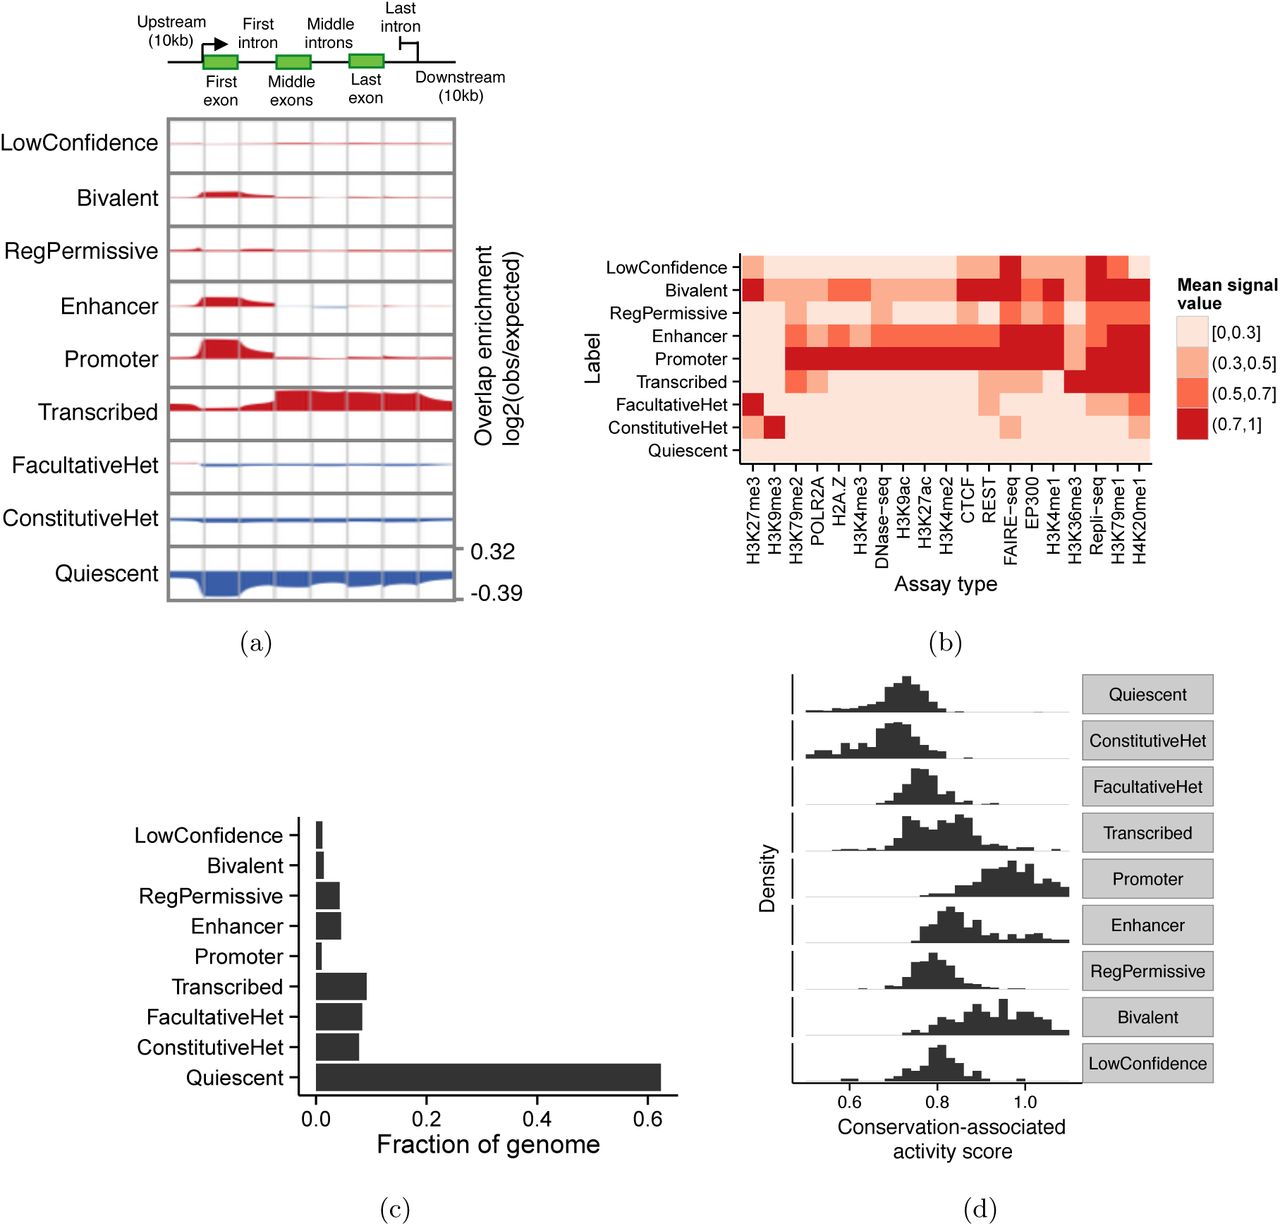 Upstream
(10kb)
First
intron
Middle
introns
Last
intron
First
exon
Middle
exons
Last
exon
Downstream
(10kb)
LowConfidence
Bivalent
RegPermissive
Enhancer
Promoter
Transcribed
FacultativeHet
ConstitutiveHet
Quiescent
0.32
-0.39
Overlap enrichment
log2(obs/expected)
(a)
Label
LowConfidence
Bivalent
RegPermissive
Enhancer
Promoter
Transcribed
FacultativeHet
ConstitutiveHet
Quiescent
H3K27me3
H3K9me3
H3K79me2
POLR2A
H2A.Z
H3K4me3
DNase-seq
H3K9ac
H3K27ac
H3K4me2
CTCF
REST
FAIRE-seq
EP300
H3K4me1
H3K36me3
Repli-seq
H3K79me1
H4K20me1
Assay type
Mean signal
value
[0,0.3]
(0.3,0.5]
(0.5,0.7]
(0.7,1]
(b)
LowConfidence
Bivalent
RegPermissive
Enhancer
Promoter
Transcribed
FacultativeHet
ConstitutiveHet
Quiescent
0.0
0.2
0.4
0.6
Fraction of genome
(c)
Density
Quiescent
ConstitutiveHet
FacultativeHet
Transcribed
Promoter
Enhancer
RegPermissive
Bivalent
LowConfidence
0.6
0.8
1.0
Conservation-associated
activity score
(d)